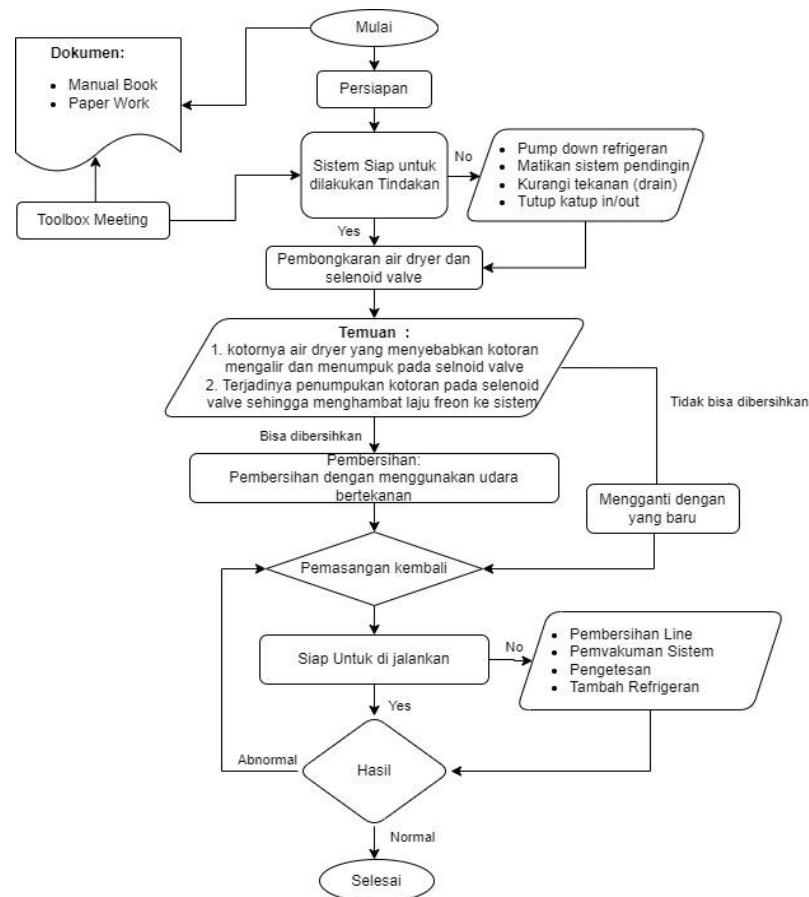 Mulai
Dokumen:
• Manual Book
• Paper Work
Persiapan
Sistem Siap untuk
dilakukan Tindakan
No
• Pump down refrigeran
• Matikan sistem pendingin
• Kurangi tekanan (drain)
• Tutup katup in/out
Toolbox Meeting
Yes
Pembongkaran air dryer dan
selenoid valve
Temuan :
1. kotornya air dryer yang menyebabkan kotoran
mengalir dan menumpuk pada selnoid valve
2. Terjadinya penumpukan kotoran pada selenoid
valve sehingga menghambat laju freon ke sistem
Tidak bisa dibersihkan
Bisa dibersihkan
Pembersihan:
Pembersihan dengan menggunakan udara
bertekanan
Mengganti dengan
yang baru
Pemasangan kembali
Siap Untuk di jalankan
No
• Pembersihan Line
• Pemvakuman Sistem
• Pengetesan
• Tambah Refrigeran
Yes
Abnormal
Hasil
Normal
Selesai